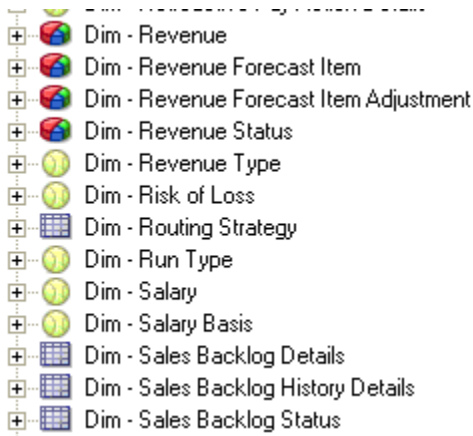 Dim - Revenue
Dim - Revenue Forecast Item
Dim - Revenue Forecast Item Adjustment
Dim - Revenue Status
Dim - Revenue Type
Dim - Risk of Loss
Dim - Routing Strategy
Dim - Run Type
Dim - Salary
Dim - Salary Basis
Dim - Sales Backlog Details
Dim - Sales Backlog History Details
Dim - Sales Backlog Status